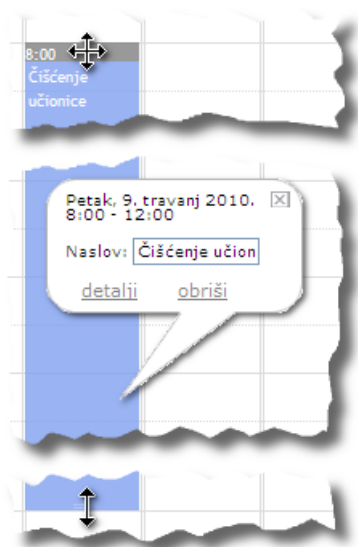 8:00
Čišćenje
učionice
Petak, 9. travanj 2010.
8:00 - 12:00
Naslov: Čišćenje učion
detalji obriši